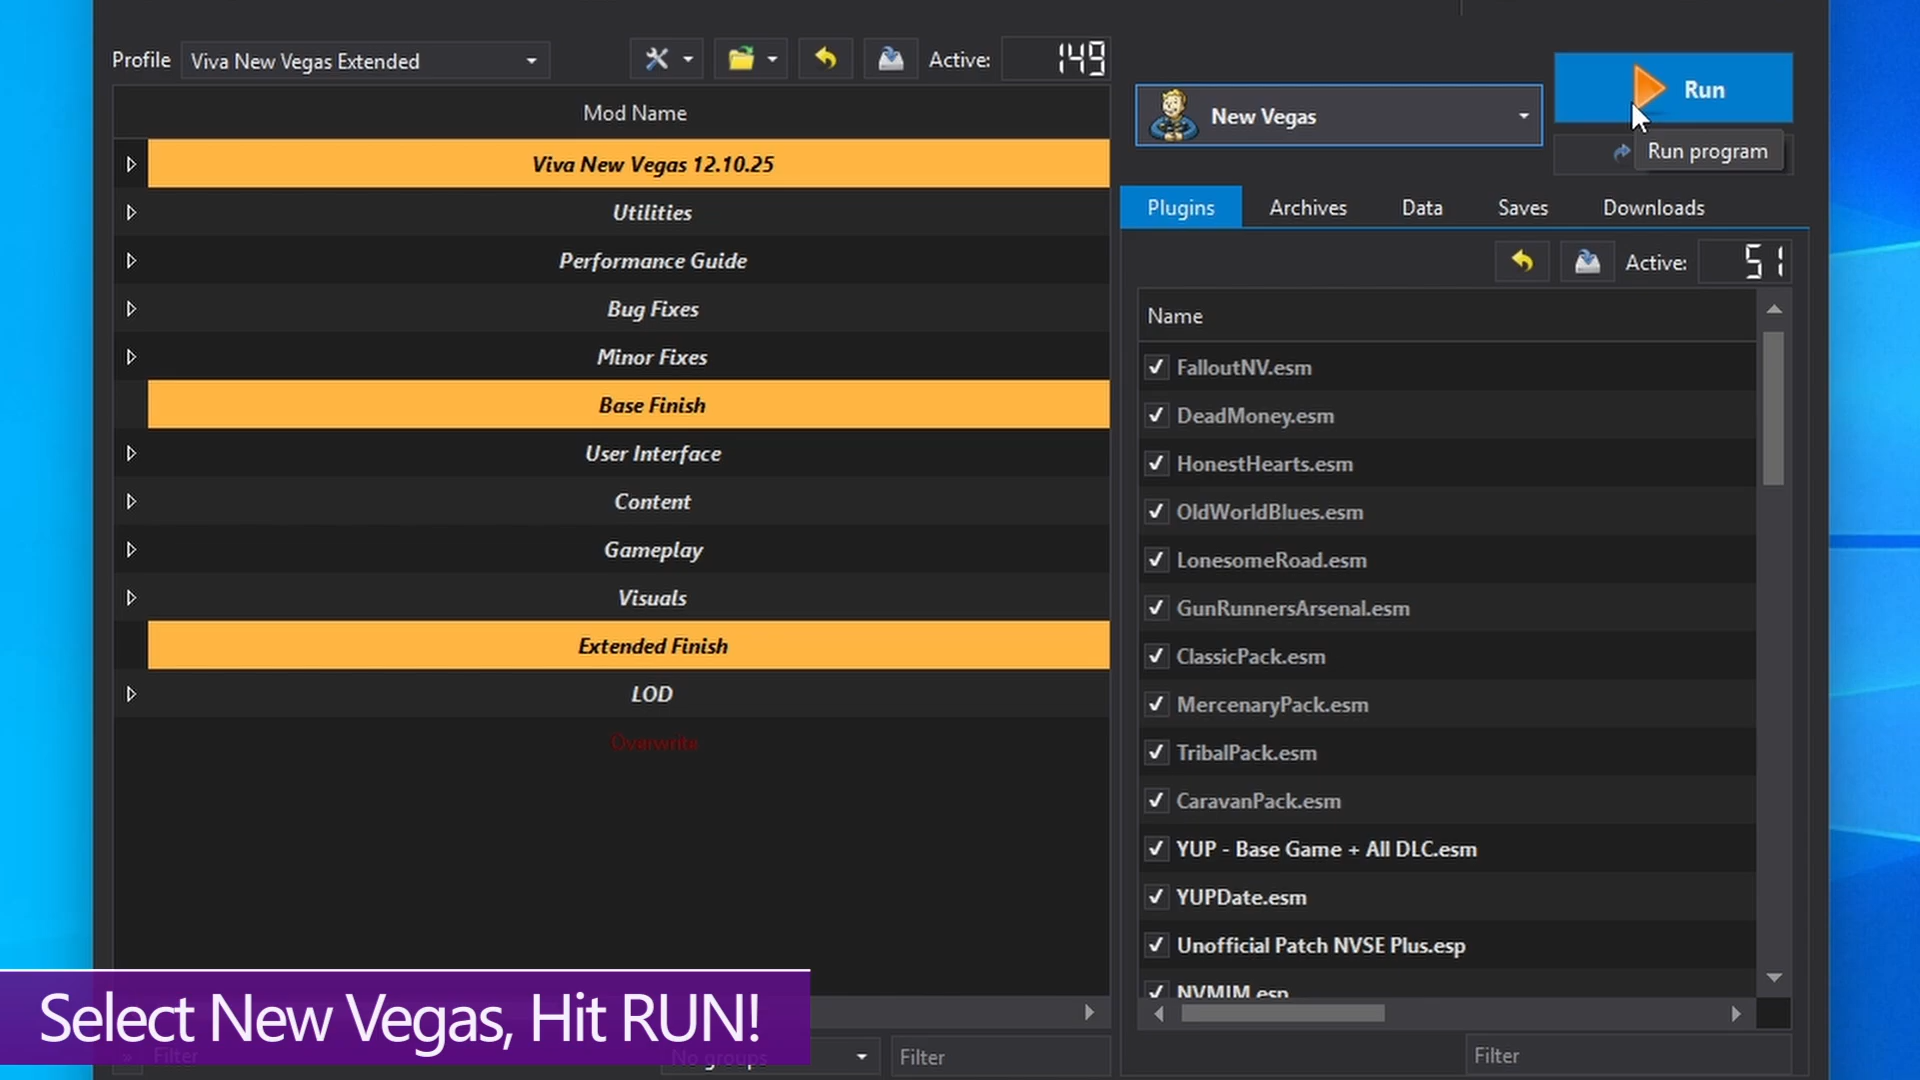 Profile
Viva New Vegas Extended
Active:
149
Mod Name
Viva New Vegas 12.10.25
Utilities
Performance Guide
Bug Fixes
Minor Fixes
Base Finish
User Interface
Content
Gameplay
Visuals
Extended Finish
LOD
Overwrite
Filter
No groups
Filter
New Vegas
Run
Run program
Plugins
Archives
Data
Saves
Downloads
Active:
51
Name
FalloutNV.esm
DeadMoney.esm
HonestHearts.esm
OldWorldBlues.esm
LonesomeRoad.esm
GunRunnersArsenal.esm
ClassicPack.esm
MercenaryPack.esm
TribalPack.esm
CaravanPack.esm
YUP - Base Game + All DLC.esm
YUPDate.esm
Unofficial Patch NVSE Plus.esp
NVMIM.esp
Filter
Select New Vegas, Hit RUN!